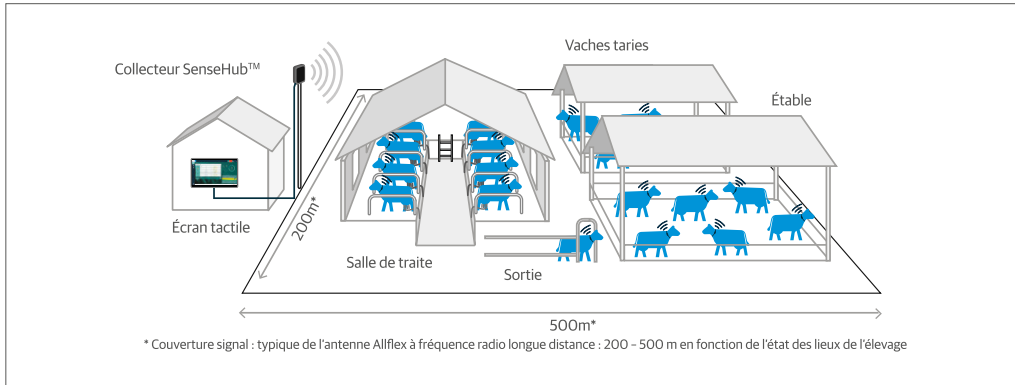 Vaches taries
Collecteur SenseHub™
Étable
200m*
Écran tactile
Salle de traite
Sortie
500m*
* Couverture signal : typique de l'antenne Allflex à fréquence radio longue distance : 200 – 500 m en fonction de l'état des lieux de l'élevage